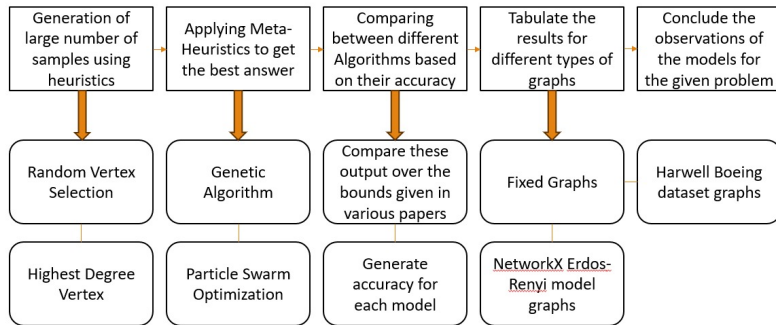 Generation of
large number of
samples using
heuristics
Applying Meta-
Heuristics to get
the best answer
Comparing
between different
Algorithms based
on their accuracy
Tabulate the
results for
different types of
graphs
Conclude the
observations of
the models for
the given problem
Random Vertex
Selection
Genetic
Algorithm
Compare these
output over the
bounds given in
various papers
Fixed Graphs
Harwell Boeing
dataset graphs
Highest Degree
Vertex
Particle Swarm
Optimization
Generate
accuracy for
each model
NetworkX Erdos-
Renyi model
graphs